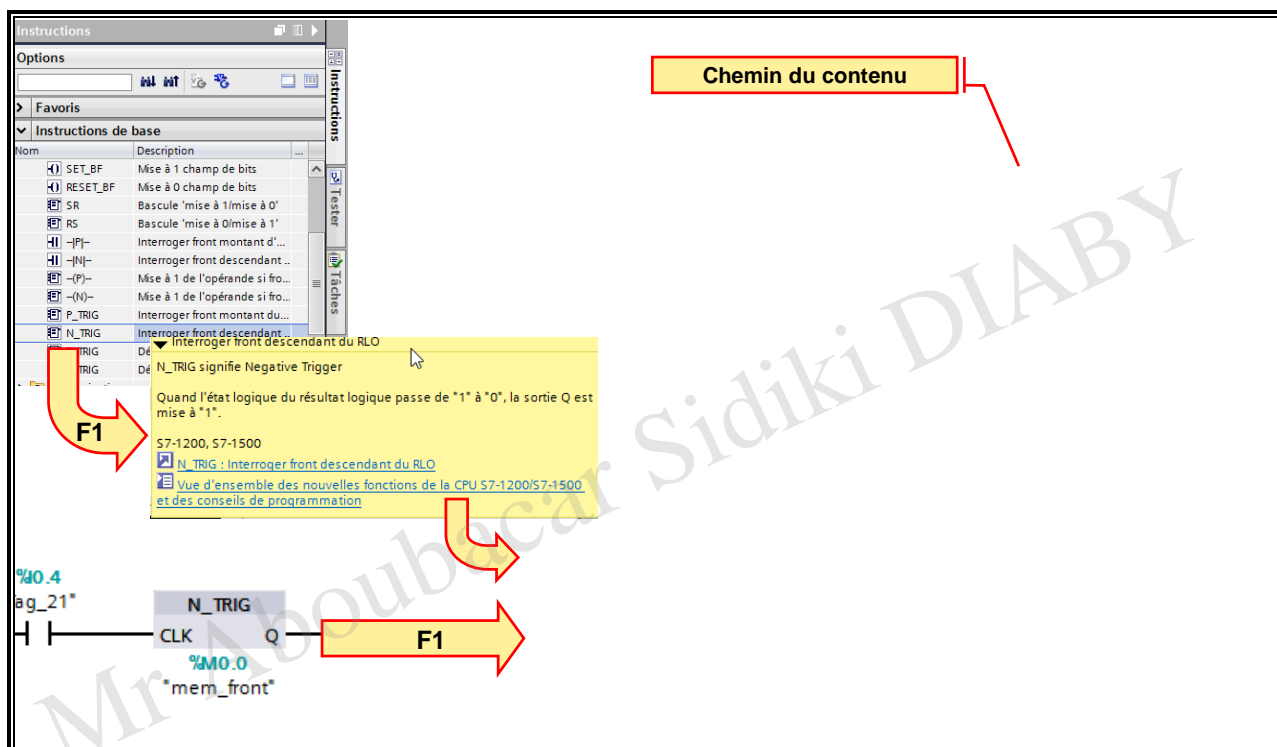 Instructions
Options
Favoris
Instructions de base
Nom Description ...
SET_BF Mise à 1 champ de bits
RESET_BF Mise à 0 champ de bits
SR Bascule 'mise à 1/mise à 0'
RS Bascule 'mise à 0/mise à 1'
-|P|- Interroger front montant d'...
-|N|- Interroger front descendant ..
-(P)- Mise à 1 de l'opérande si fro...
-(N)- Mise à 1 de l'opérande si fro...
P_TRIG Interroger front montant du...
N_TRIG Interroger front descendant ...
TRIG Dé
TRIG Dé
Instructions
Tester
Tâches
Chemin du contenu
Interroger front descendant du RLO
N_TRIG signifie Negative Trigger
Quand l'état logique du résultat logique passe de "1" à "0", la sortie Q est
mise à "1".
S7-1200, S7-1500
N_TRIG : Interroger front descendant du RLO
Vue d'ensemble des nouvelles fonctions de la CPU S7-1200/S7-1500
et des conseils de programmation
F1
%I0.4
ag_21"
N_TRIG
CLK Q
%M0.0
"mem_front"
F1
Mr Aboubacar Sidiki DIABY